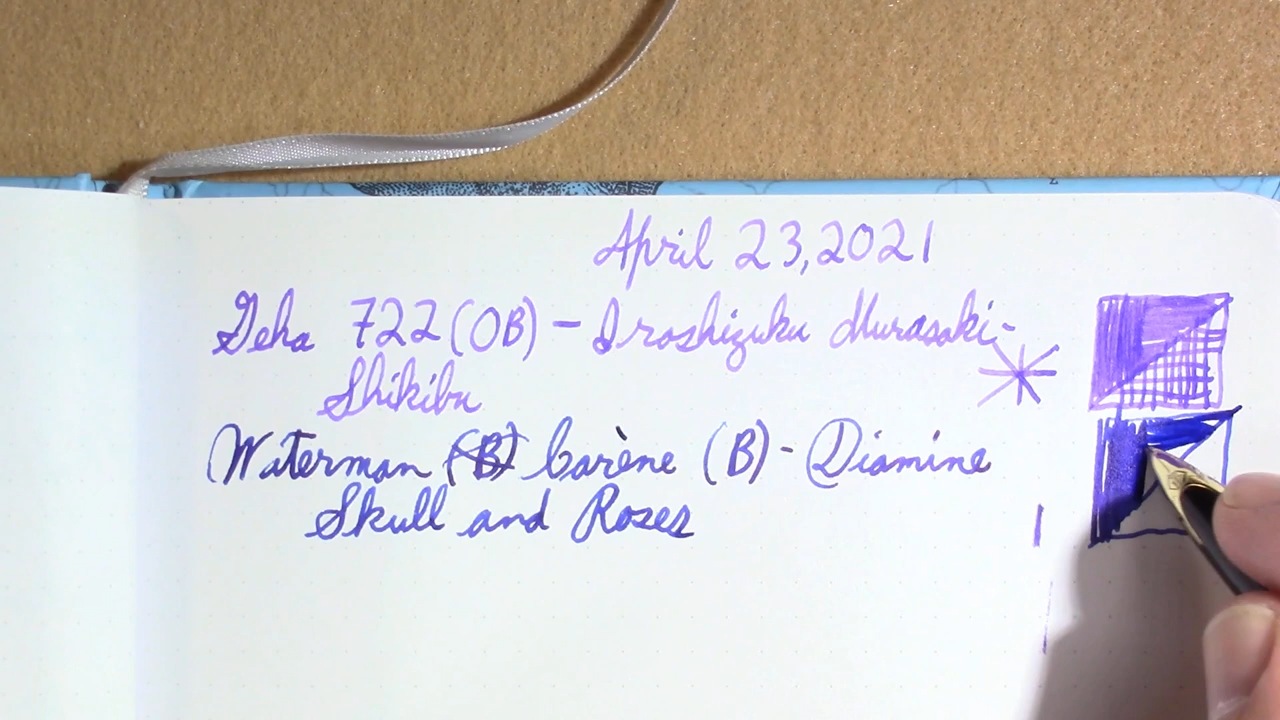 April 23, 2021
Geha 722 (OB) - Iroshizuku Murasaki-
Shikibu
Waterman (B) Carène (B) - Diamine
Skull and Roses